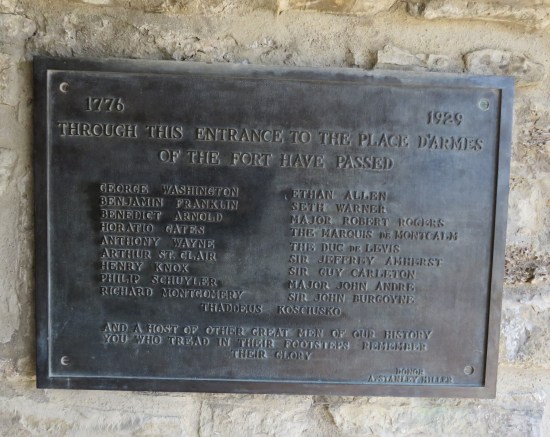 1776 1929
THROUGH THIS ENTRANCE TO THE PLACE D'ARMES
OF THE FORT HAVE PASSED
GEORGE WASHINGTON
BENJAMIN FRANKLIN
BENEDICT ARNOLD
HORATIO GATES
ANTHONY WAYNE
ARTHUR ST. CLAIR
HENRY KNOX
PHILIP SCHUYLER
RICHARD MONTGOMERY
ETHAN ALLEN
SETH WARNER
MAJOR ROBERT ROGERS
THE MARQUIS DE MONTCALM
THE DUC DE LEVIS
SIR JEFFREY AMHERST
SIR GUY CARLETON
MAJOR JOHN ANDRE
SIR JOHN BURGOYNE
THADDEUS KOSCIUSKO
AND A HOST OF OTHER GREAT MEN OF OUR HISTORY
YOU WHO TREAD IN THEIR FOOTSTEPS REMEMBER
THEIR GLORY
DONOR
A. STANLEY MILLER